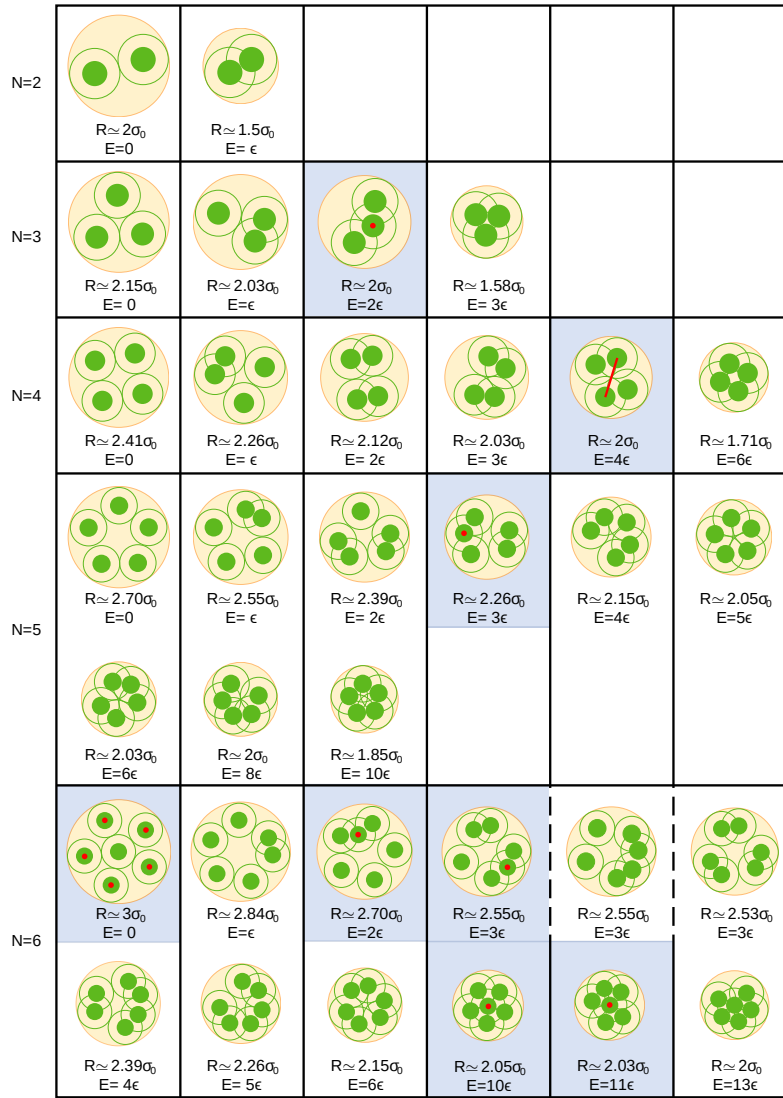 N=2
R≃2σ₀ R≃1.5σ₀
E=0 E= ϵ
N=3
R≃2.15σ₀ R≃2.03σ₀ R≃2σ₀ R≃1.58σ₀
E= 0 E=ϵ E=2ϵ E= 3ϵ
N=4
R≃2.41σ₀ R≃2.26σ₀ R≃2.12σ₀ R≃2.03σ₀ R≃2σ₀ R≃1.71σ₀
E=0 E= ϵ E= 2ϵ E= 3ϵ E=4ϵ E=6ϵ
R≃2.70σ₀ R≃2.55σ₀ R≃2.39σ₀ R≃2.26σ₀ R≃2.15σ₀ R≃2.05σ₀
E=0 E= ϵ E= 2ϵ E= 3ϵ E=4ϵ E=5ϵ
N=5
R≃2.03σ₀ R≃2σ₀ R≃1.85σ₀
E=6ϵ E= 8ϵ E= 10ϵ
R≃3σ₀ R≃2.84σ₀ R≃2.70σ₀ R≃2.55σ₀ R≃2.55σ₀ R≃2.53σ₀
E= 0 E=ϵ E=2ϵ E=3ϵ E=3ϵ E=3ϵ
N=6
R≃2.39σ₀ R≃2.26σ₀ R≃2.15σ₀ R≃2.05σ₀ R≃2.03σ₀ R≃2σ₀
E= 4ϵ E= 5ϵ E=6ϵ E=10ϵ E=11ϵ E=13ϵ